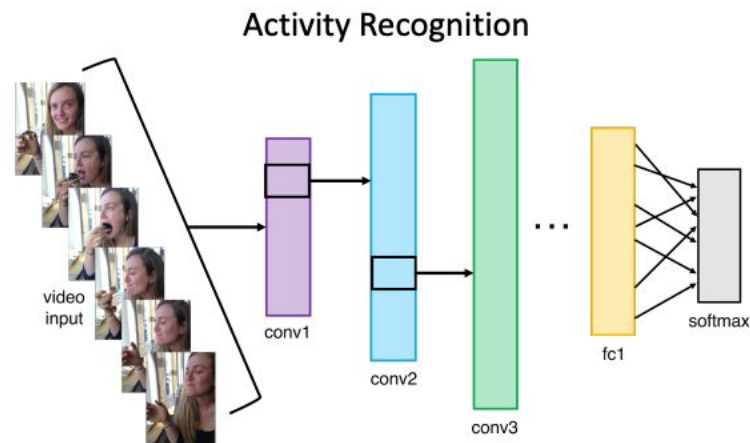 Activity Recognition
video
input
conv1
conv2
conv3
...
fc1
softmax